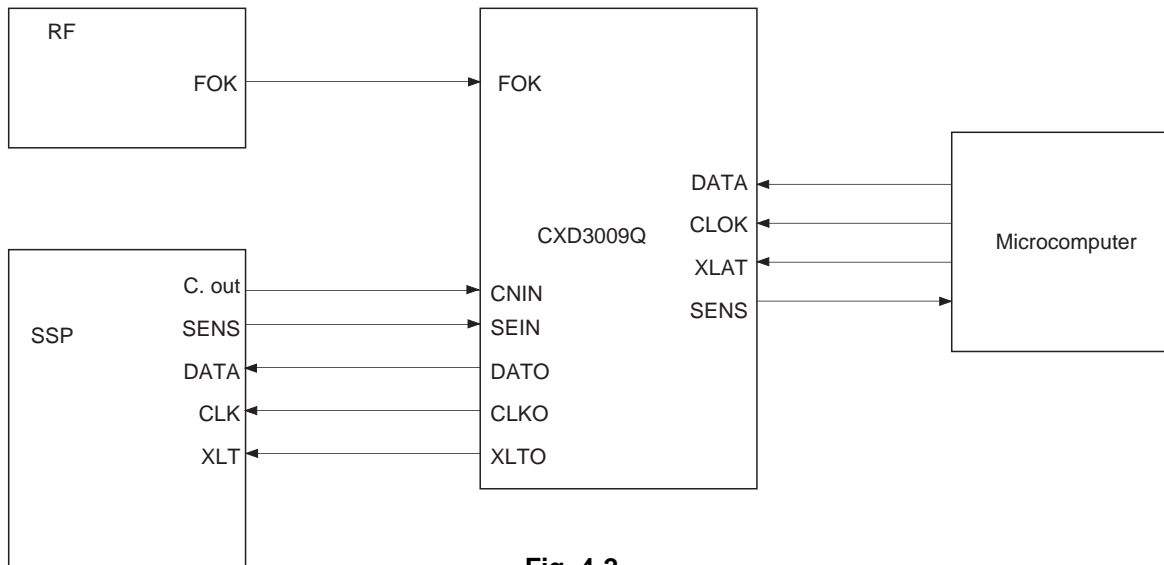 RF
FOK
FOK
DATA
CLOK
XLAT
SENS
CXD3009Q
Microcomputer
SSP
C. out
SENS
DATA
CLK
XLT
CNIN
SEIN
DATO
CLKO
XLTO